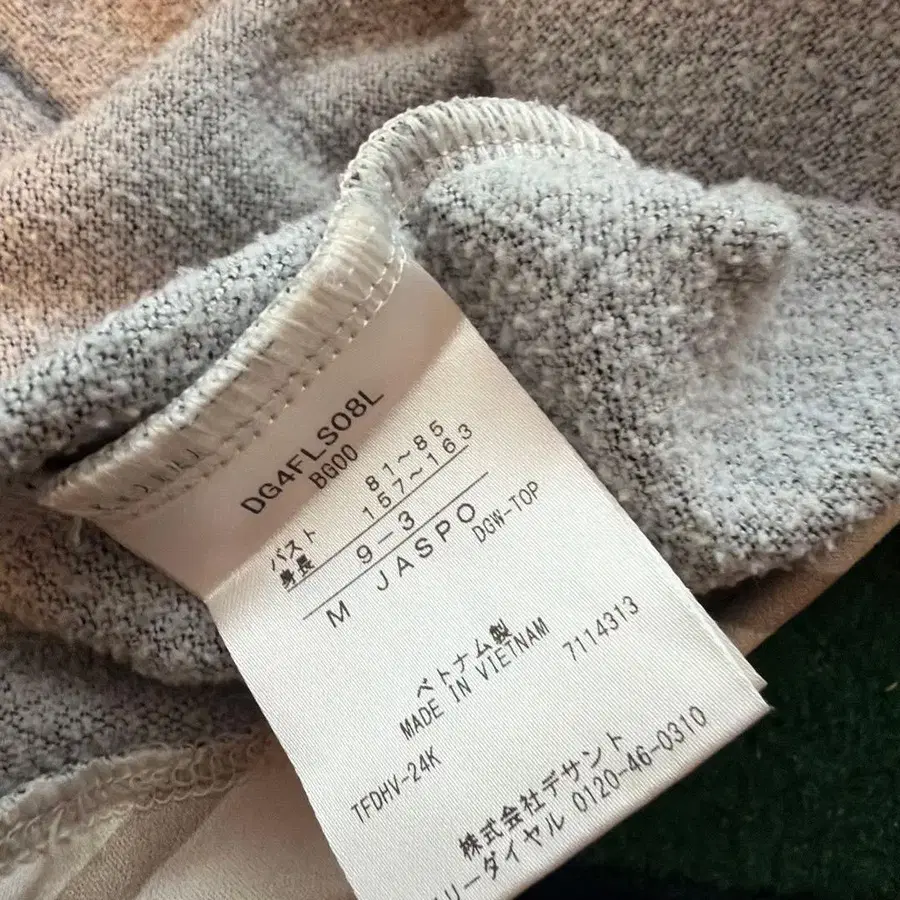 DG4FLS08L
BG00
バスト 81～85
身長 157～163
9-3
M JASPO
DGW-TOP
ベトナム製
MADE IN VIETNAM
7114313
TFDHV-24K
株式会社デサント
リーダイヤル 0120-46-0310